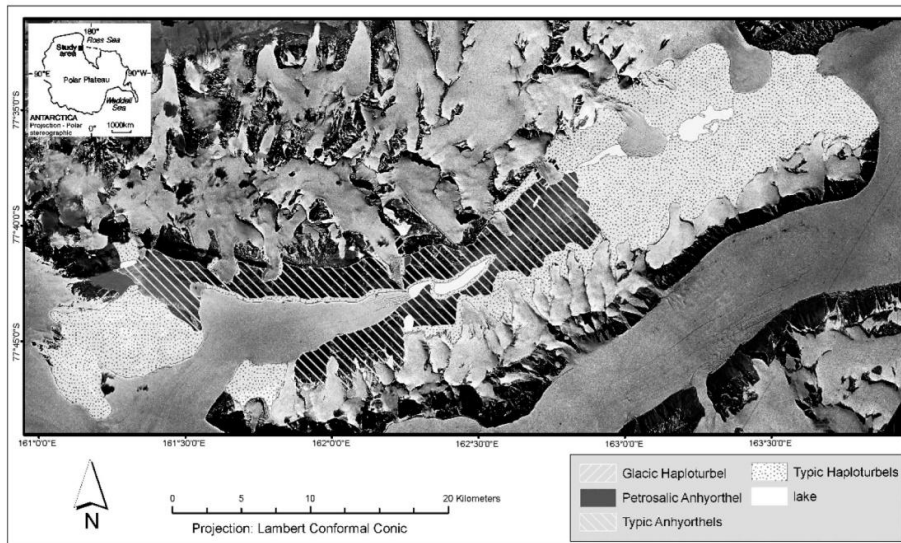 180°
Ross Sea
Study area
90°E
Polar Plateau
90°W
Weddell Sea
ANTARCTICA
Projection - Polar stereographic
0°
1000km
77°35'0"S
77°40'0"S
77°45'0"S
161°0'0"E
161°30'0"E
162°0'0"E
162°30'0"E
163°0'0"E
163°30'0"E
N
0 5 10 20 Kilometers
Projection: Lambert Conformal Conic
Glacic Haploturbel
Petrosalic Anhyorthel
Typic Anhyorthels
Typic Haploturbels
lake